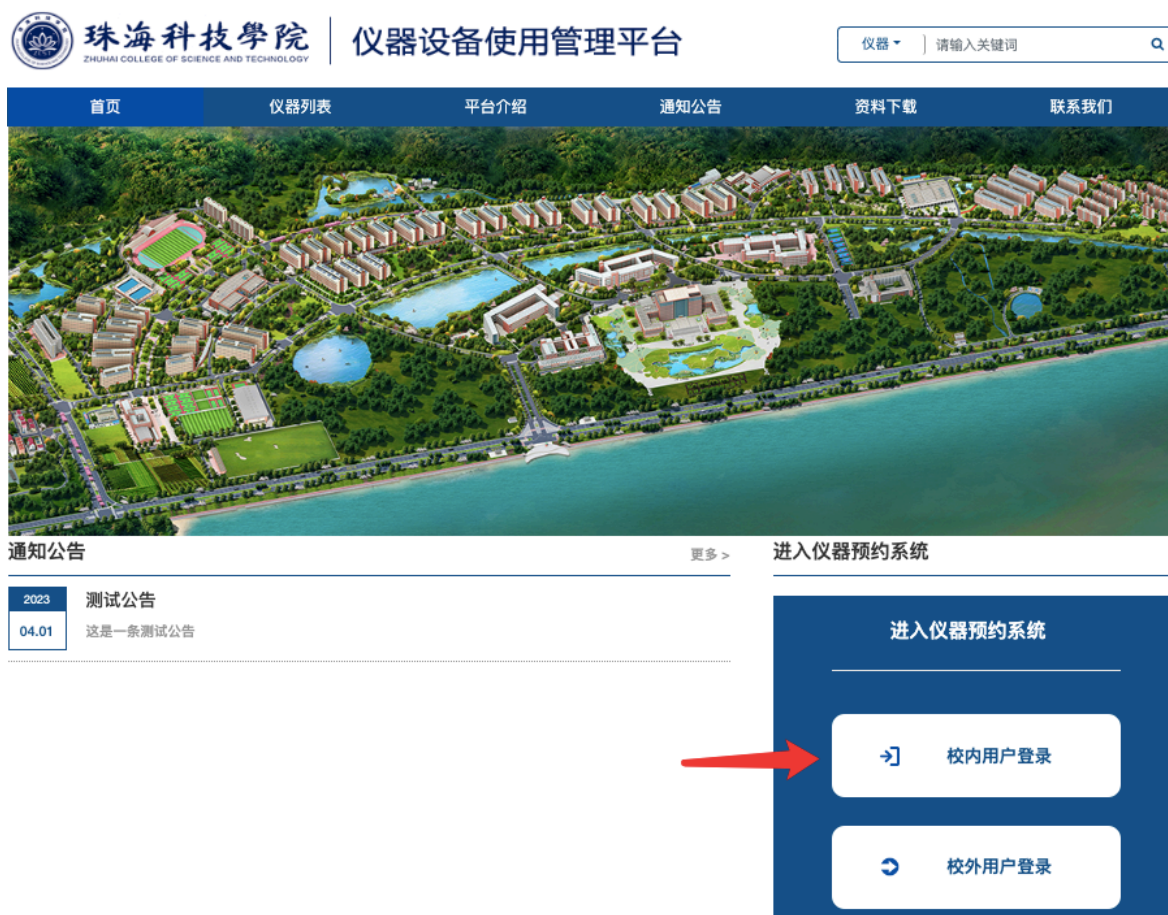 珠海科技學院
ZHUHAI COLLEGE OF SCIENCE AND TECHNOLOGY
仪器设备使用管理平台
仪器 请输入关键词
首页 仪器列表 平台介绍 通知公告 资料下载 联系我们
通知公告 更多 >
2023
04.01
测试公告
这是一条测试公告
进入仪器预约系统
进入仪器预约系统
校内用户登录
校外用户登录